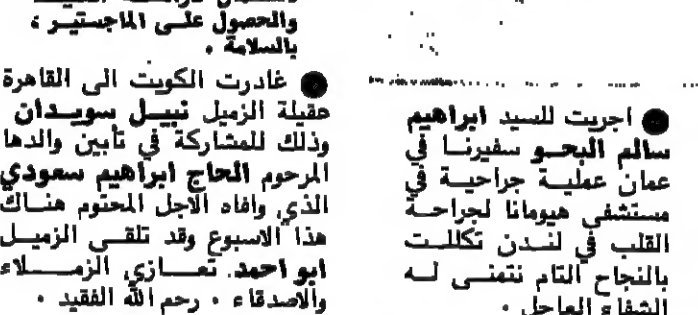 ● اجريت للسيد ابراهيم
سالم البحو سفيرنا في
عمان عملية جراحية في
مستشفى هيومانا لجراحة
القلب في لندن تكللت
بالنجاح التام نتمنى له
الشفاء العاجل .
والحصول على الماجستير ،
بالسلامة .
● غادرت الكويت الى القاهرة
عقيلة الزميل نبيل سويدان
وذلك للمشاركة في تأبين والدها
المرحوم الحاج ابراهيم سعودي
الذي وافاه الاجل المحتوم هناك
هذا الاسبوع وقد تلقى الزميل
ابو احمد. تعازي الزملاء
والاصدقاء . رحم الله الفقيد .